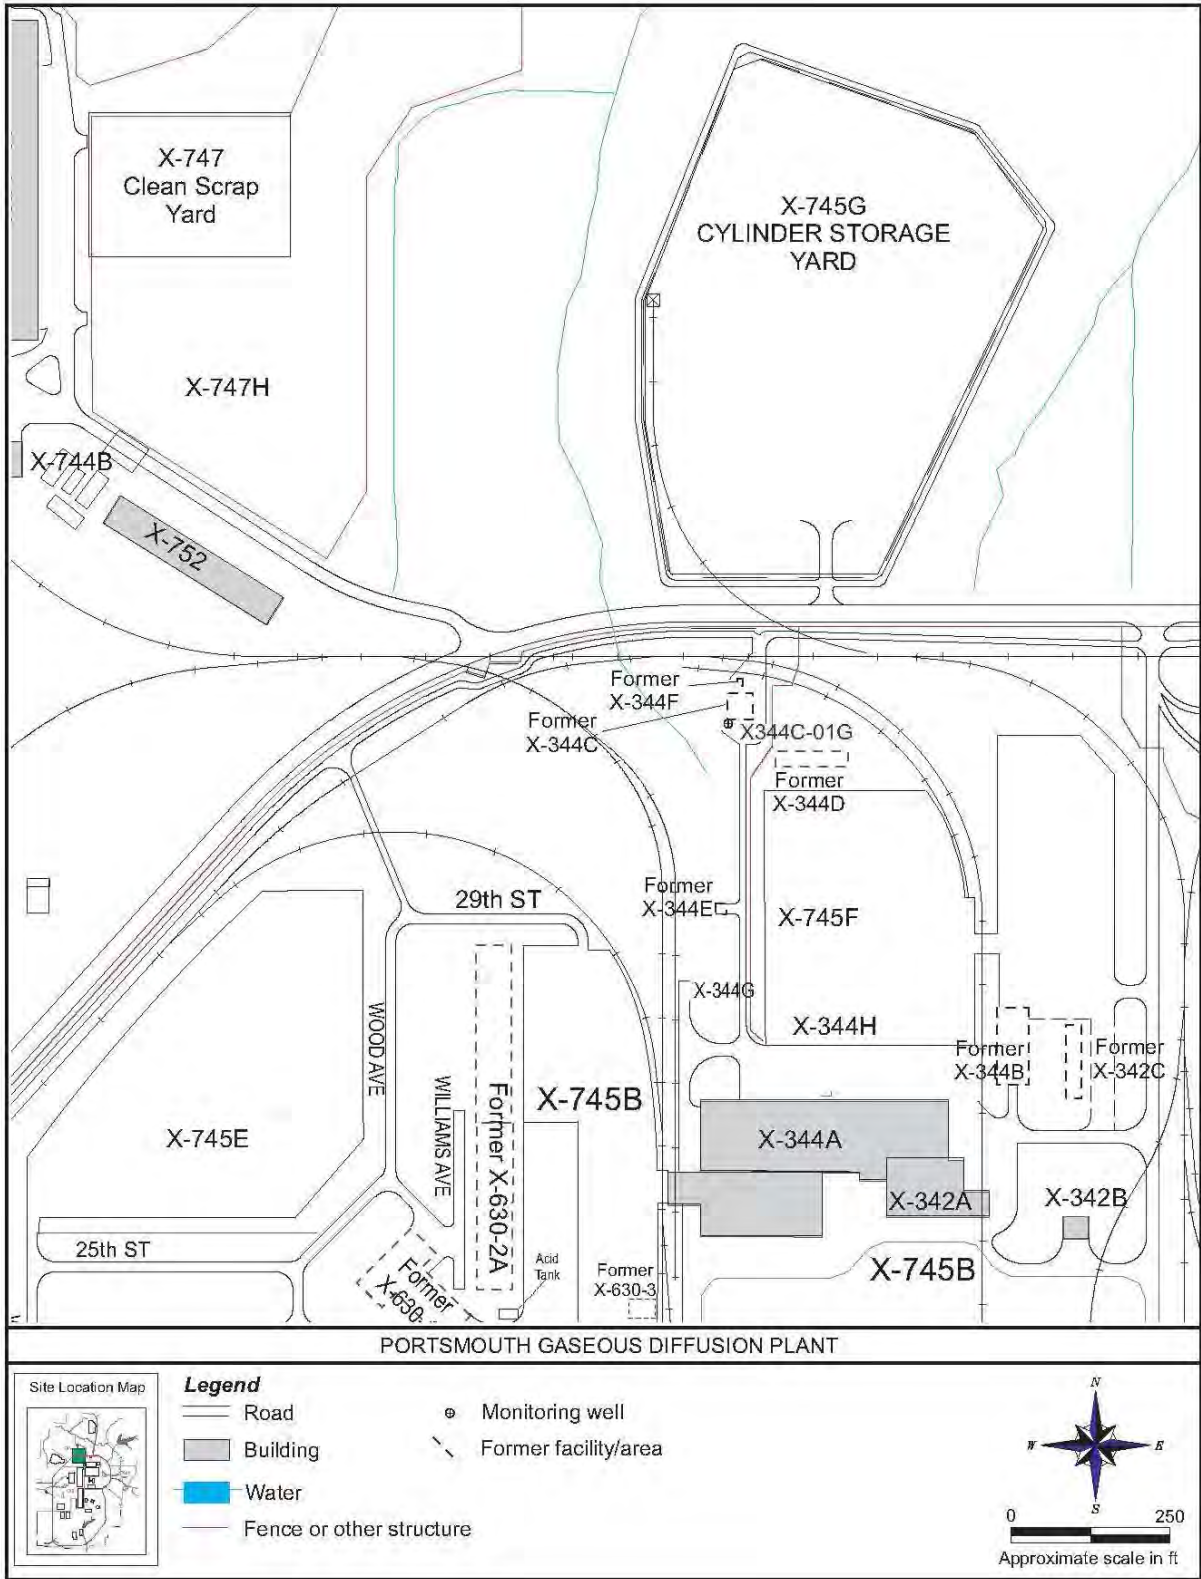 X-747
Clean Scrap
Yard
X-745G
CYLINDER STORAGE
YARD
X-747H
X-744B
X-752
Former
X-344F
Former
X-344C
X344C-01G
Former
X-344D
Former
X-344E
29th ST
X-745F
X-344G
WOOD AVE
X-344H
Former
X-344B
Former
X-342C
WILLIAMS AVE
Former X-630-2A
X-745B
X-745E
X-344A
X-342A
X-342B
25th ST
Former
X-630-
Acid
Tank
Former
X-630-3
X-745B
PORTSMOUTH GASEOUS DIFFUSION PLANT
Site Location Map
Legend
Road
Building
Water
Fence or other structure
Monitoring well
Former facility/area
N
W
E
S
0 250
Approximate scale in ft